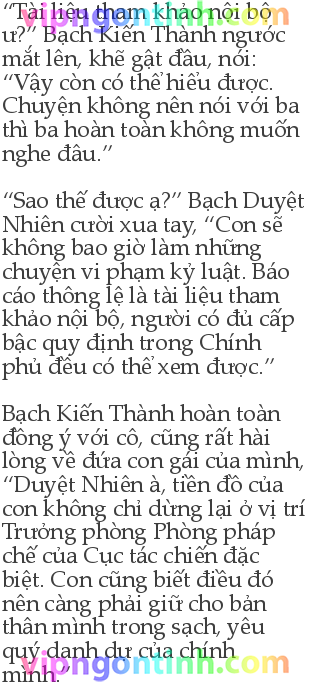 “Tài liệu tham khảo nội bộ
ư?” Bạch Kiến Thành ngước
mắt lên, khẽ gật đầu, nói:
“Vậy còn có thể hiểu được.
Chuyện không nên nói với ba
thì ba hoàn toàn không muốn
nghe đâu.”
“Sao thế được ạ?” Bạch Duyệt
Nhiên cười xua tay, “Con sẽ
không bao giờ làm những
chuyện vi phạm kỷ luật. Báo
cáo thông lệ là tài liệu tham
khảo nội bộ, người có đủ cấp
bậc quy định trong Chính
phủ đều có thể xem được.”
Bạch Kiến Thành hoàn toàn
đồng ý với cô, cũng rất hài
lòng về đứa con gái của mình,
“Duyệt Nhiên à, tiền đồ của
con không chỉ dừng lại ở vị trí
Trưởng phòng Phòng pháp
chế của Cục tác chiến đặc
biệt. Con cũng biết điều đó
nên càng phải giữ cho bản
thân mình trong sạch, yêu
quý danh dự của chính
mình.
vipngontinh.com
vipngontinh.com